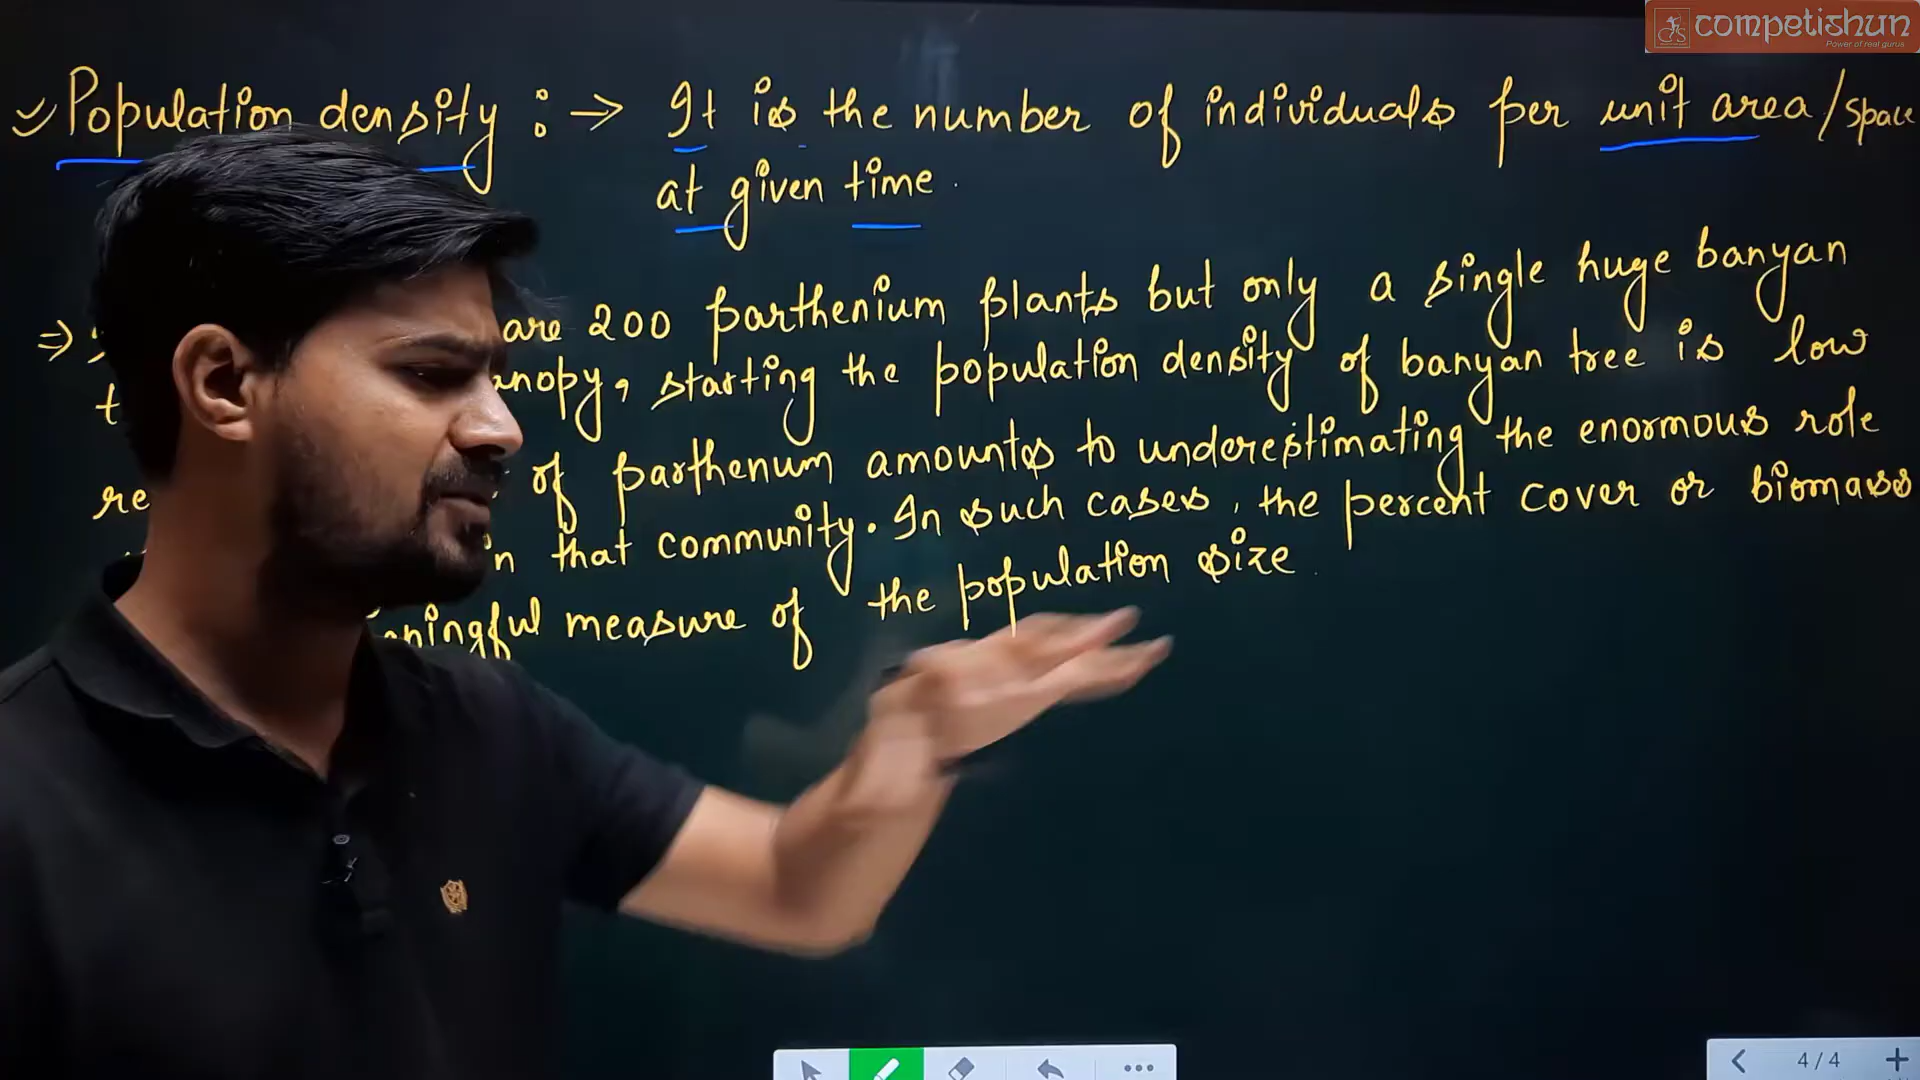 competishun
Power of real gurus
Population density : → It is the number of individuals per unit area/space
at given time.
⇒ are 200 parthenium plants but only a single huge banyan
t anopy, starting the population density of banyan tree is low
re of parthenum amounts to underestimating the enormous role
n that community. In such cases, the percent cover or biomass
ningful measure of the population size.
4/4